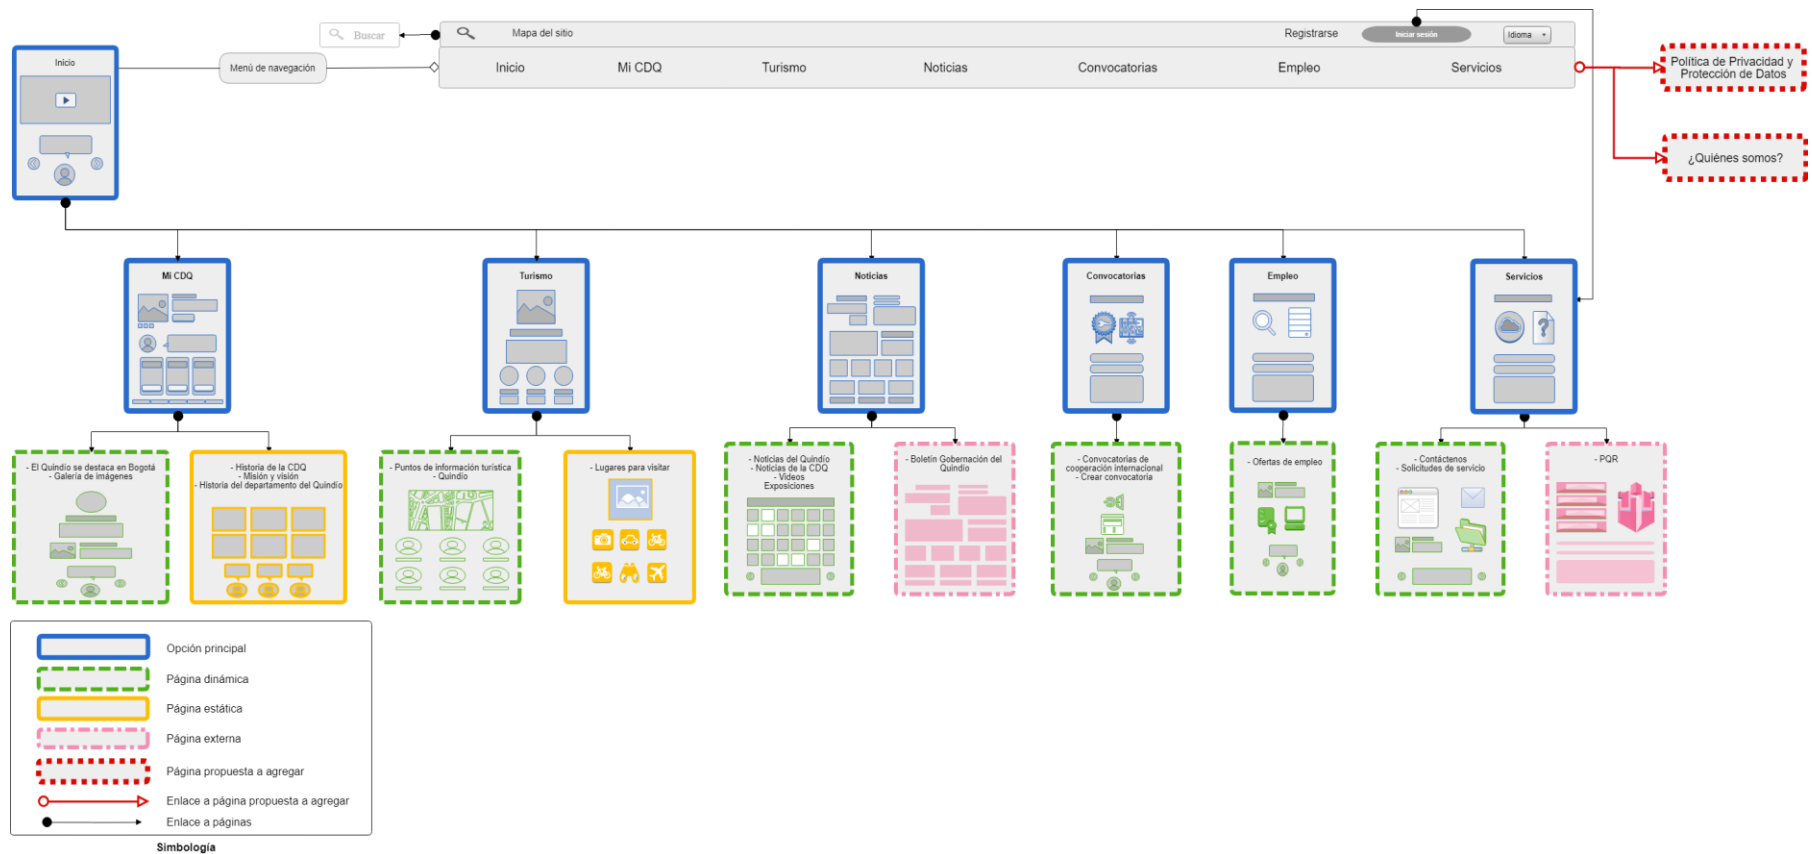 Buscar
Mapa del sitio
Registrarse
Iniciar sesión
Idioma
Inicio
Menú de navegación
Inicio
Mi CDQ
Turismo
Noticias
Convocatorias
Empleo
Servicios
Política de Privacidad y
Protección de Datos
¿Quiénes somos?
Mi CDQ
Turismo
Noticias
Convocatorias
Empleo
Servicios
- El Quindío se destaca en Bogotá
- Galería de imágenes
- Historia de la CDQ
- Misión y visión
- Historia del departamento del Quindío
- Puntos de información turística
- Quindío
- Lugares para visitar
- Noticias del Quindío
- Noticias de la CDQ
- Videos
Exposiciones
- Boletín Gobernación del
Quindío
- Convocatorias de
cooperación internacional
- Crear convocatoria
- Ofertas de empleo
- Contáctenos
- Solicitudes de servicio
- PQR
Opción principal
Página dinámica
Página estática
Página externa
Página propuesta a agregar
Enlace a página propuesta a agregar
Enlace a páginas
Simbología